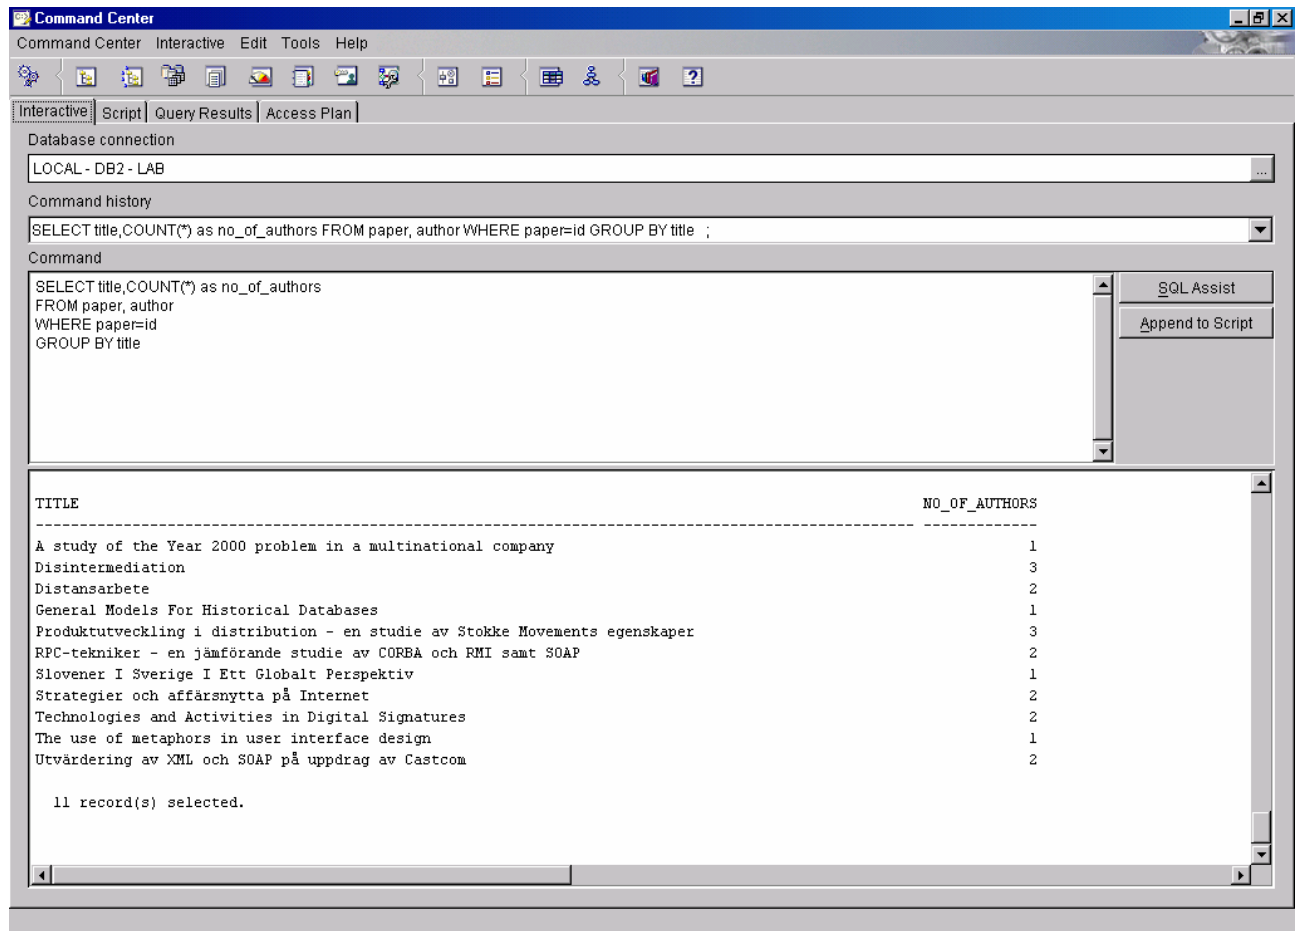 Command Center
Command Center Interactive Edit Tools Help
Interactive Script Query Results Access Plan
Database connection
LOCAL - DB2 - LAB
...
Command history
SELECT title,COUNT(*) as no_of_authors FROM paper, author WHERE paper=id GROUP BY title ;
Command
SELECT title,COUNT(*) as no_of_authors
FROM paper, author
WHERE paper=id
GROUP BY title
SQL Assist
Append to Script
TITLE NO_OF_AUTHORS
---------------------------------------------------------------------------------------------------- -------------
A study of the Year 2000 problem in a multinational company 1
Disintermediation 3
Distansarbete 2
General Models For Historical Databases 1
Produktutveckling i distribution - en studie av Stokke Movements egenskaper 3
RPC-tekniker - en jämförande studie av CORBA och RMI samt SOAP 2
Slovener I Sverige I Ett Globalt Perspektiv 1
Strategier och affärsnytta på Internet 2
Technologies and Activities in Digital Signatures 2
The use of metaphors in user interface design 1
Utvärdering av XML och SOAP på uppdrag av Castcom 2
11 record(s) selected.